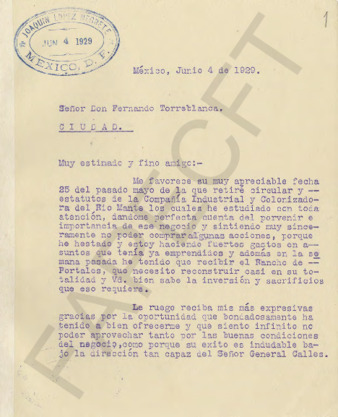 Dr JOAQUIN LOPEZ NEGRETE
JUN 4 1929
MEXICO, D. F.
1
México, Junio 4 de 1929.
Señor Don Fernando Torreblanca.
CIUDAD.
Muy estimado y fino amigo:-
Me favorece su muy apreciable fecha
25 del pasado mayo de la que retiré circular y --
estatutos de la Compañía Industrial y Colonizado-
ra del Río Mante los cuales he estudiado con toda
atención, dandome perfecta cuenta del porvenir e
importancia de ese negocio y sintiendo muy since-
ramente no poder compraralgunas acciones, porque
he hestado y estoy haciendo fuertes gastos en a--
suntos que tenía ya emprendidos y además en la se
mana pasada he tenido que recibir el Rancho de --
Portales, que necesito reconstruir casi en su to-
talidad y Vd. bien sabe la inversión y sacrificios
que eso requiere.
Le ruego reciba mis más expresivas
gracias por la oportunidad que bondadosamente ha
tenido a bien ofrecerme y que siento infinito no
poder aprovechar tanto por las buenas condiciones
del negocio, como porque su exito es indudable ba-
jo la dirección tan capaz del Señor General Calles.
FAPECFT